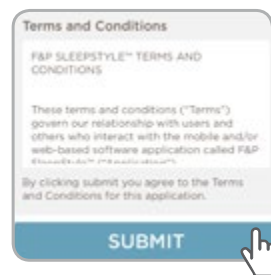 Terms and Conditions
F&P SLEEPSTYLE™ TERMS AND
CONDITIONS
These terms and conditions ("Terms")
govern our relationship with users and
others who interact with the mobile and/or
web-based software application called F&P
SleepStyle™ ("Application")
By clicking submit you agree to the Terms
and Conditions for this application.
SUBMIT